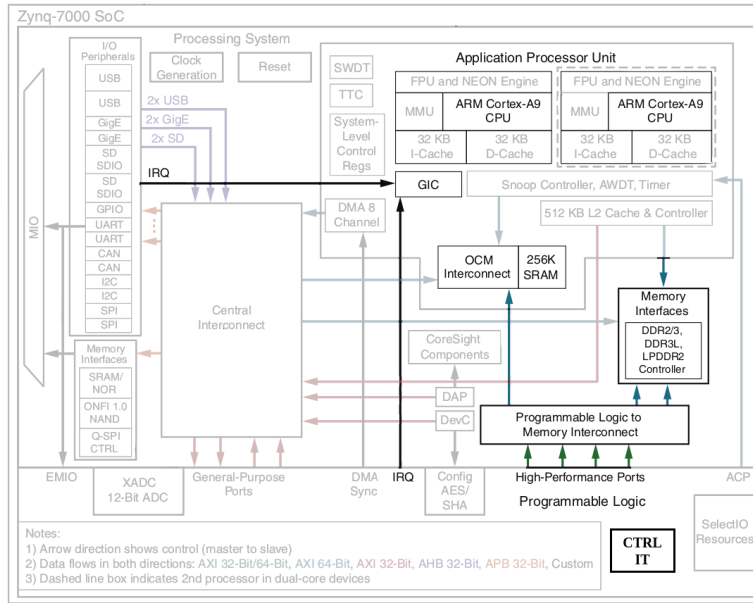 Zynq-7000 SoC
I/O
Peripherals
USB
USB
GigE
GigE
SD
SDIO
SD
SDIO
GPIO
UART
UART
CAN
CAN
I2C
I2C
SPI
SPI
MIO
Memory
Interfaces
SRAM/
NOR
ONFI 1.0
NAND
Q-SPI
CTRL
EMIO
Processing System
Clock
Generation
Reset
2x USB
2x GigE
2x SD
IRQ
Central
Interconnect
SWDT
TTC
System-
Level
Control
Regs
Application Processor Unit
FPU and NEON Engine
MMU
ARM Cortex-A9
CPU
32 KB
I-Cache
32 KB
D-Cache
FPU and NEON Engine
MMU
ARM Cortex-A9
CPU
32 KB
I-Cache
32 KB
D-Cache
GIC
Snoop Controller, AWDT, Timer
DMA 8
Channel
512 KB L2 Cache & Controller
OCM
Interconnect
256K
SRAM
Memory
Interfaces
DDR2/3,
DDR3L,
LPDDR2
Controller
CoreSight
Components
DAP
DevC
Programmable Logic to
Memory Interconnect
XADC
12-Bit ADC
General-Purpose
Ports
DMA
Sync
IRQ
Config
AES/
SHA
High-Performance Ports
ACP
Programmable Logic
SelectIO
Resources
Notes:
1) Arrow direction shows control (master to slave)
2) Data flows in both directions: AXI 32-Bit/64-Bit, AXI 64-Bit, AXI 32-Bit, AHB 32-Bit, APB 32-Bit, Custom
3) Dashed line box indicates 2nd processor in dual-core devices
CTRL
IT